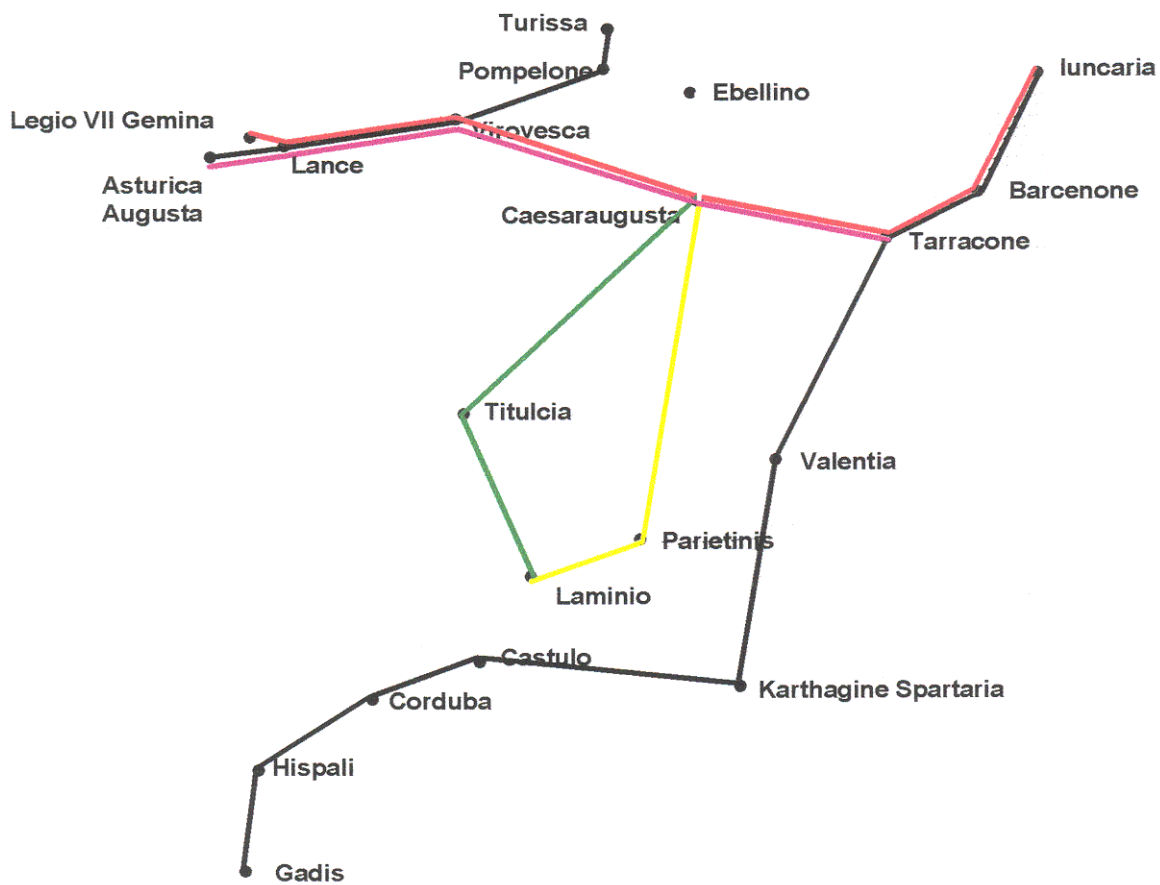 Turissa
Pompelone
Iuncaria
Ebellino
Legio VII Gemina
Virovesca
Lance
Asturica
Augusta
Barcenone
Caesaraugusta
Tarracone
Titulcia
Valentia
Parietinis
Laminio
Castulo
Karthagine Spartaria
Corduba
Hispali
Gadis